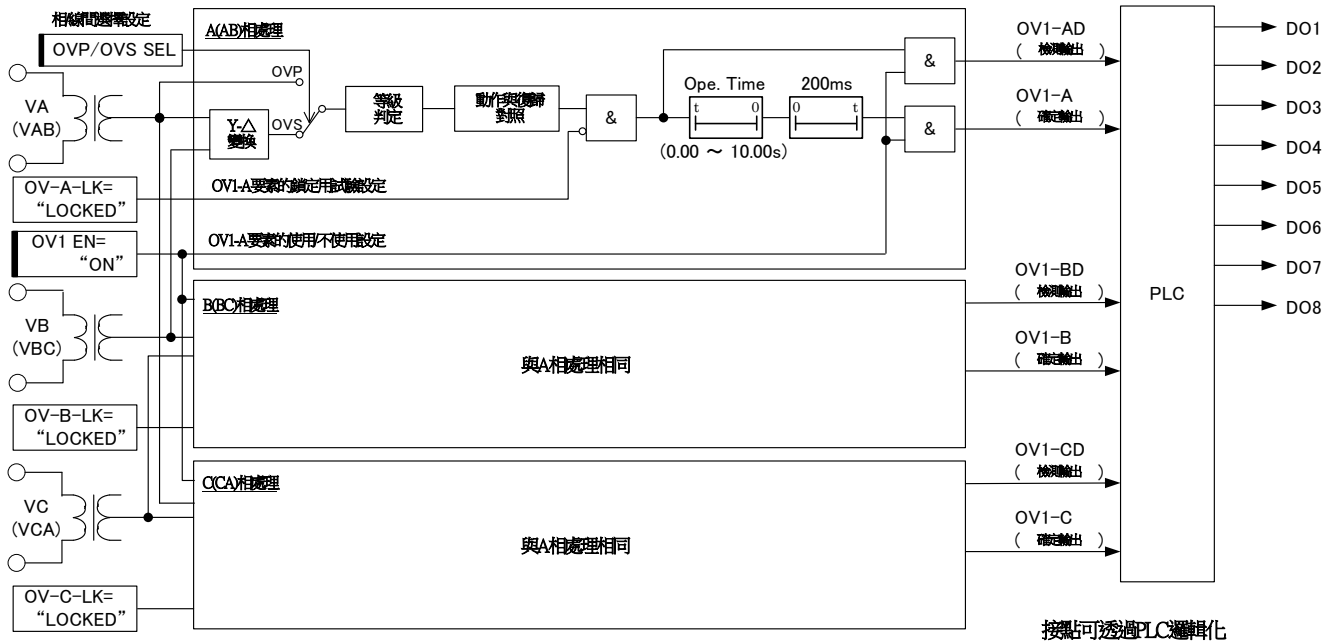 相線間選擇設定
OVP/OVS SEL
VA
(VAB)
OV-A-LK=
“LOCKED”
OV1 EN=
“ON”
VB
(VBC)
OV-B-LK=
“LOCKED”
VC
(VCA)
OV-C-LK=
“LOCKED”
A(AB)相處理
OVP
OVS
Y-△
變換
等級
判定
動作與復歸
對照
&
Ope. Time
t 0
(0.00 ～ 10.00s)
200ms
0 t
&
&
OV1-A要素的鎖定用試驗設定
OV1-A要素的使用/不使用設定
B(BC)相處理
與A相處理相同
C(CA)相處理
與A相處理相同
OV1-AD
( 檢測輸出 )
OV1-A
( 確定輸出 )
OV1-BD
( 檢測輸出 )
OV1-B
( 確定輸出 )
OV1-CD
( 檢測輸出 )
OV1-C
( 確定輸出 )
PLC
DO1
DO2
DO3
DO4
DO5
DO6
DO7
DO8
接點可透過PLC邏輯化